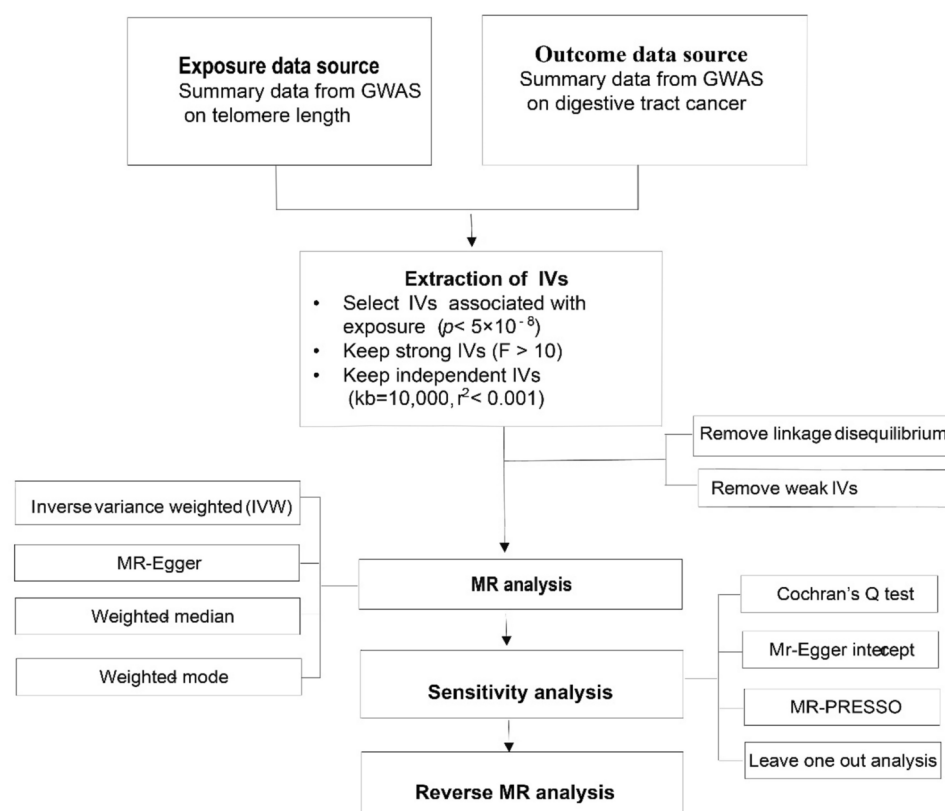 Exposure data source
Summary data from GWAS
on telomere length
Outcome data source
Summary data from GWAS
on digestive tract cancer
Extraction of IVs
• Select IVs associated with
exposure (p< 5×10⁻⁸)
• Keep strong IVs (F > 10)
• Keep independent IVs
(kb=10,000, r²< 0.001)
Remove linkage disequilibrium
Remove weak IVs
Inverse variance weighted (IVW)
MR-Egger
Weighted median
Weighted mode
MR analysis
Sensitivity analysis
Reverse MR analysis
Cochran's Q test
Mr-Egger intecept
MR-PRESSO
Leave one out analysis